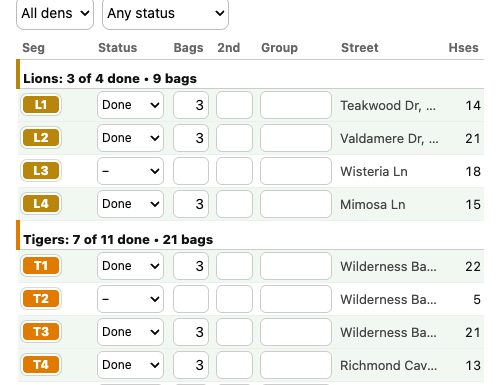 All dens Any status
Seg Status Bags 2nd Group Street Hses
Lions: 3 of 4 done • 9 bags
L1 Done 3 Teakwood Dr, ... 14
L2 Done 3 Valdamere Dr, ... 21
L3 – Wisteria Ln 18
L4 Done 3 Mimosa Ln 15
Tigers: 7 of 11 done • 21 bags
T1 Done 3 Wilderness Ba... 22
T2 – Wilderness Ba... 5
T3 Done 3 Wilderness Ba... 21
T4 Done 3 Richmond Cav... 13